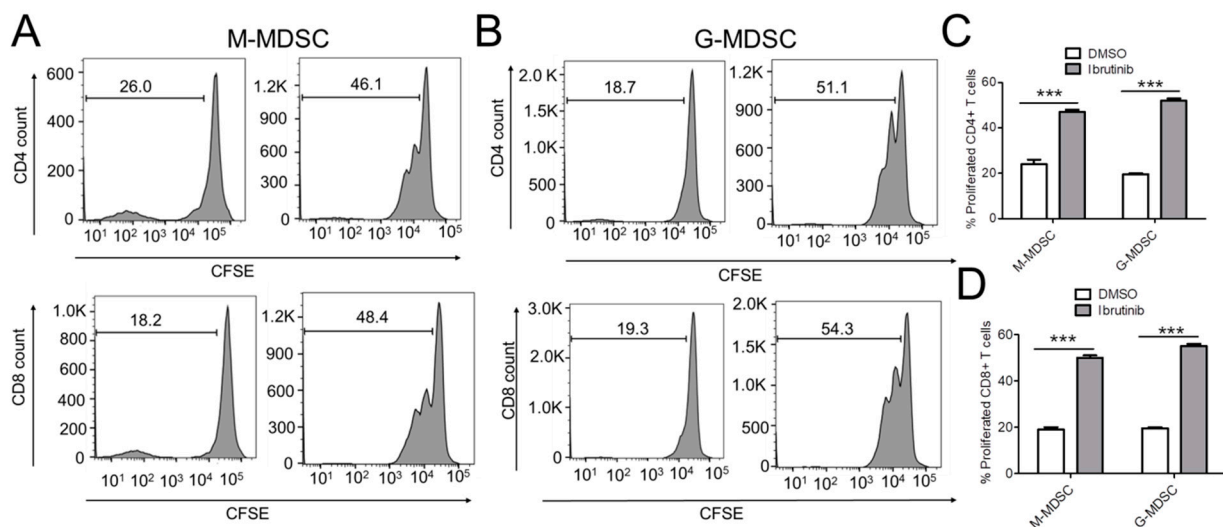 A
M-MDSC
CD4 count
600
400
200
0
26.0
10¹ 10² 10³ 10⁴ 10⁵
1.2K
900
600
300
0
46.1
10¹ 10² 10³ 10⁴ 10⁵
CFSE
CD8 count
1.0K
800
600
400
200
0
18.2
10¹ 10² 10³ 10⁴ 10⁵
1.2K
900
600
300
0
48.4
10¹ 10² 10³ 10⁴ 10⁵
CFSE
B
G-MDSC
CD4 count
2.0 K
1.5K
1.0K
500
0
18.7
10¹ 10² 10³ 10⁴ 10⁵
1.2K
900
600
300
0
51.1
10¹ 10² 10³ 10⁴ 10⁵
CFSE
CD8 count
3.0K
2.0K
1.0K
0
19.3
10¹ 10² 10³ 10⁴ 10⁵
2.0K
1.5K
1.0K
500
0
54.3
10¹ 10² 10³ 10⁴ 10⁵
CFSE
C
DMSO
Ibrutinib
% Proliferated CD4+ T cells
60
40
20
0
*** ***
M-MDSC
G-MDSC
D
DMSO
Ibrutinib
% Proliferated CD8+ T cells
60
40
20
0
*** ***
M-MDSC
G-MDSC